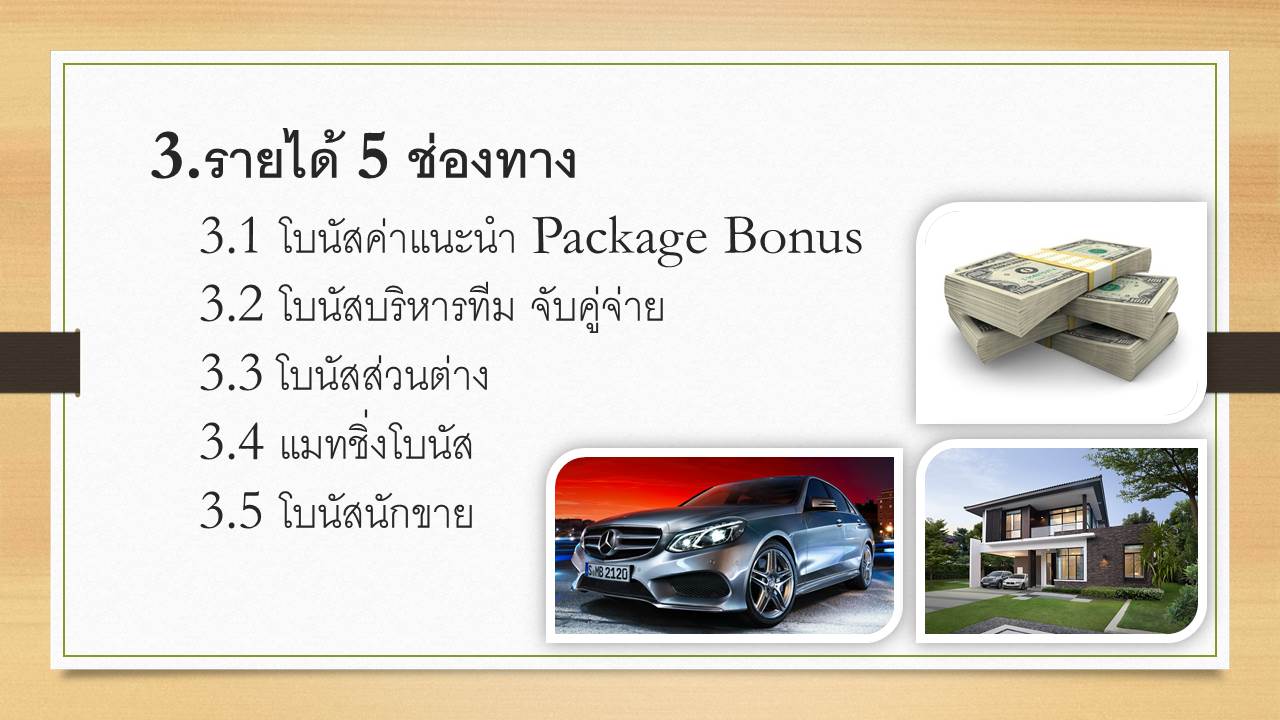 3.รายได้ 5 ช่องทาง
3.1 โบนัสค่าแนะนำ Package Bonus
3.2 โบนัสบริหารทีม จับคู่จ่าย
3.3 โบนัสส่วนต่าง
3.4 แมทชิ่งโบนัส
3.5 โบนัสนักขาย
S MB 2120